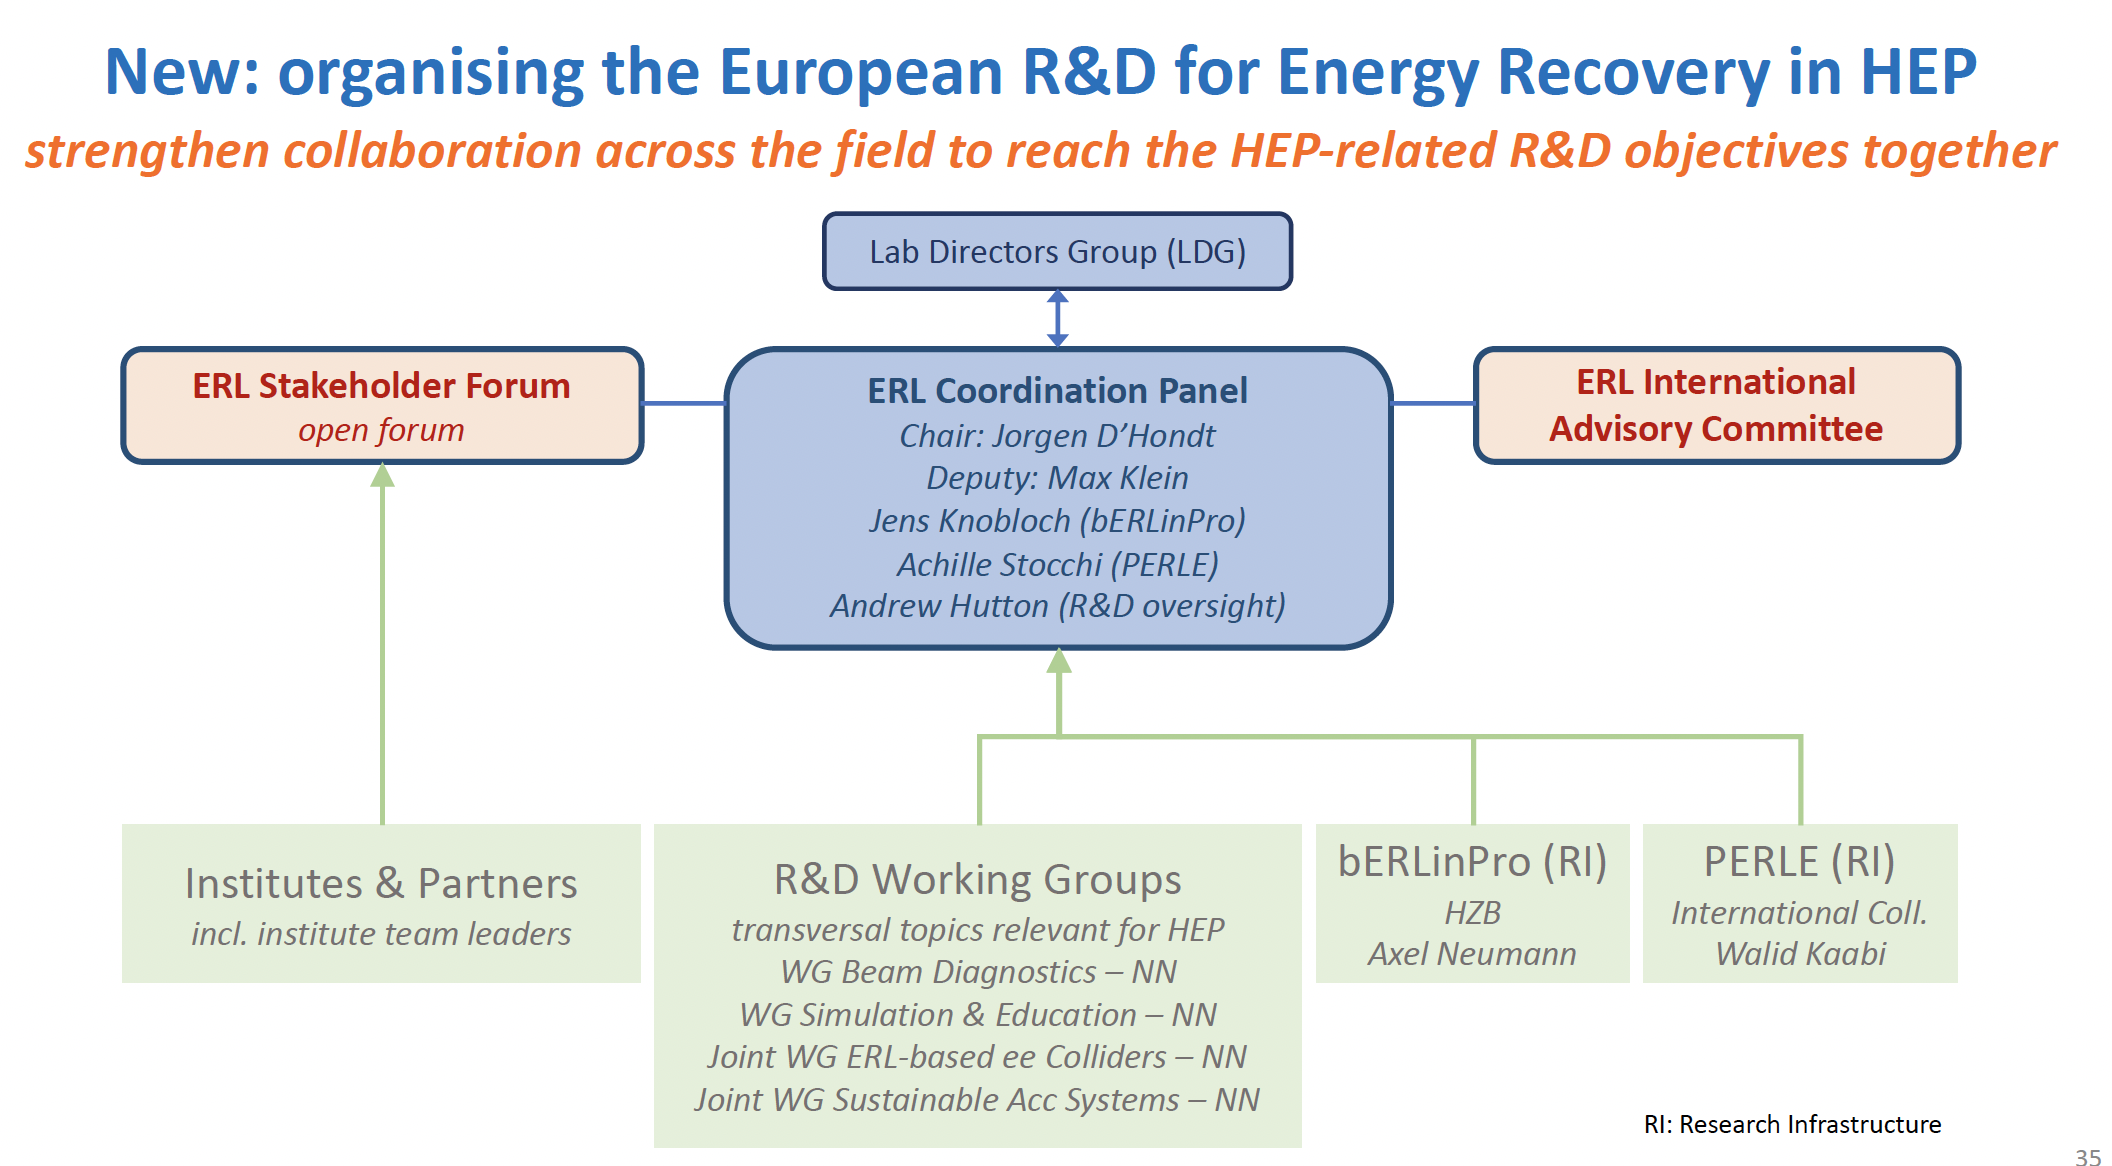 New: organising the European R&D for Energy Recovery in HEP
strengthen collaboration across the field to reach the HEP-related R&D objectives together
Lab Directors Group (LDG)
ERL Stakeholder Forum
open forum
ERL Coordination Panel
Chair: Jorgen D’Hondt
Deputy: Max Klein
Jens Knobloch (bERLinPro)
Achille Stocchi (PERLE)
Andrew Hutton (R&D oversight)
ERL International
Advisory Committee
Institutes & Partners
incl. institute team leaders
R&D Working Groups
transversal topics relevant for HEP
WG Beam Diagnostics – NN
WG Simulation & Education – NN
Joint WG ERL-based ee Colliders – NN
Joint WG Sustainable Acc Systems – NN
bERLinPro (RI)
HZB
Axel Neumann
PERLE (RI)
International Coll.
Walid Kaabi
RI: Research Infrastructure
35